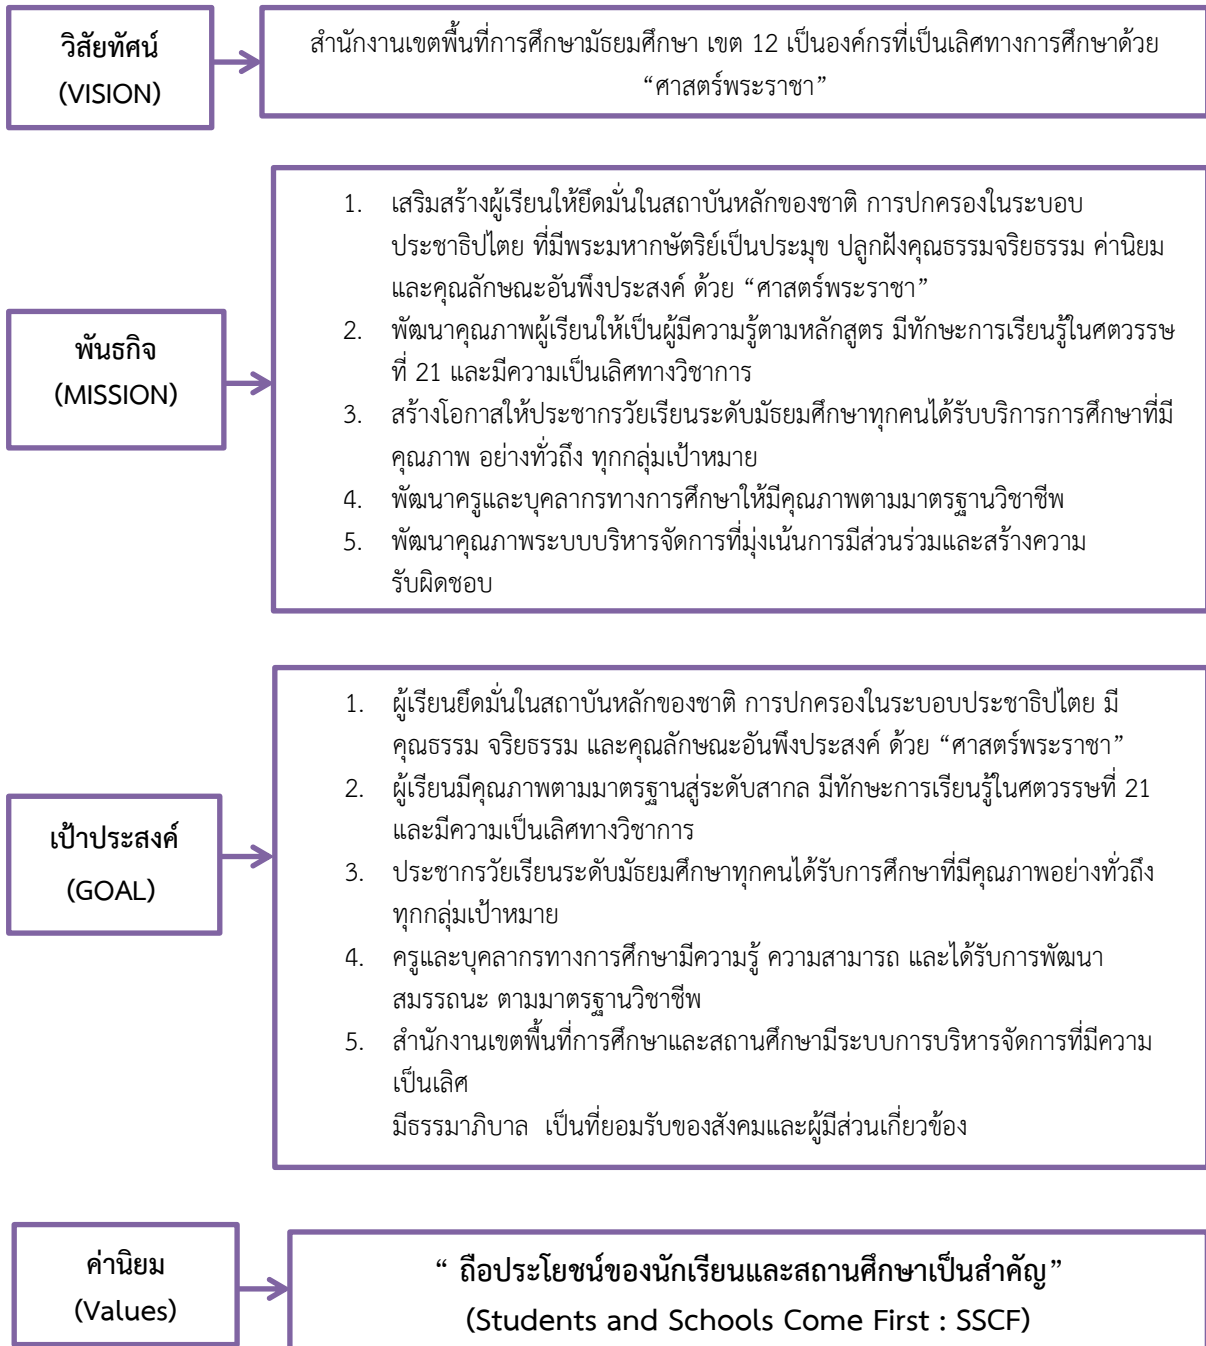 วิสัยทัศน์
(VISION)
สำนักงานเขตพื้นที่การศึกษามัธยมศึกษา เขต 12 เป็นองค์กรที่เป็นเลิศทางการศึกษาด้วย
“ศาสตร์พระราชา”
พันธกิจ
(MISSION)
1. เสริมสร้างผู้เรียนให้ยึดมั่นในสถาบันหลักของชาติ การปกครองในระบอบ
ประชาธิปไตย ที่มีพระมหากษัตริย์เป็นประมุข ปลูกฝังคุณธรรมจริยธรรม ค่านิยม
และคุณลักษณะอันพึงประสงค์ ด้วย “ศาสตร์พระราชา”
2. พัฒนาคุณภาพผู้เรียนให้เป็นผู้มีความรู้ตามหลักสูตร มีทักษะการเรียนรู้ในศตวรรษ
ที่ 21 และมีความเป็นเลิศทางวิชาการ
3. สร้างโอกาสให้ประชากรวัยเรียนระดับมัธยมศึกษาทุกคนได้รับบริการการศึกษาที่มี
คุณภาพ อย่างทั่วถึง ทุกกลุ่มเป้าหมาย
4. พัฒนาครูและบุคลากรทางการศึกษาให้มีคุณภาพตามมาตรฐานวิชาชีพ
5. พัฒนาคุณภาพระบบบริหารจัดการที่มุ่งเน้นการมีส่วนร่วมและสร้างความ
รับผิดชอบ
เป้าประสงค์
(GOAL)
1. ผู้เรียนยึดมั่นในสถาบันหลักของชาติ การปกครองในระบอบประชาธิปไตย มี
คุณธรรม จริยธรรม และคุณลักษณะอันพึงประสงค์ ด้วย “ศาสตร์พระราชา”
2. ผู้เรียนมีคุณภาพตามมาตรฐานสู่ระดับสากล มีทักษะการเรียนรู้ในศตวรรษที่ 21
และมีความเป็นเลิศทางวิชาการ
3. ประชากรวัยเรียนระดับมัธยมศึกษาทุกคนได้รับการศึกษาที่มีคุณภาพอย่างทั่วถึง
ทุกกลุ่มเป้าหมาย
4. ครูและบุคลากรทางการศึกษามีความรู้ ความสามารถ และได้รับการพัฒนา
สมรรถนะ ตามมาตรฐานวิชาชีพ
5. สำนักงานเขตพื้นที่การศึกษาและสถานศึกษามีระบบการบริหารจัดการที่มีความ
เป็นเลิศ
มีธรรมาภิบาล เป็นที่ยอมรับของสังคมและผู้มีส่วนเกี่ยวข้อง
ค่านิยม
(Values)
“ ถือประโยชน์ของนักเรียนและสถานศึกษาเป็นสำคัญ”
(Students and Schools Come First : SSCF)